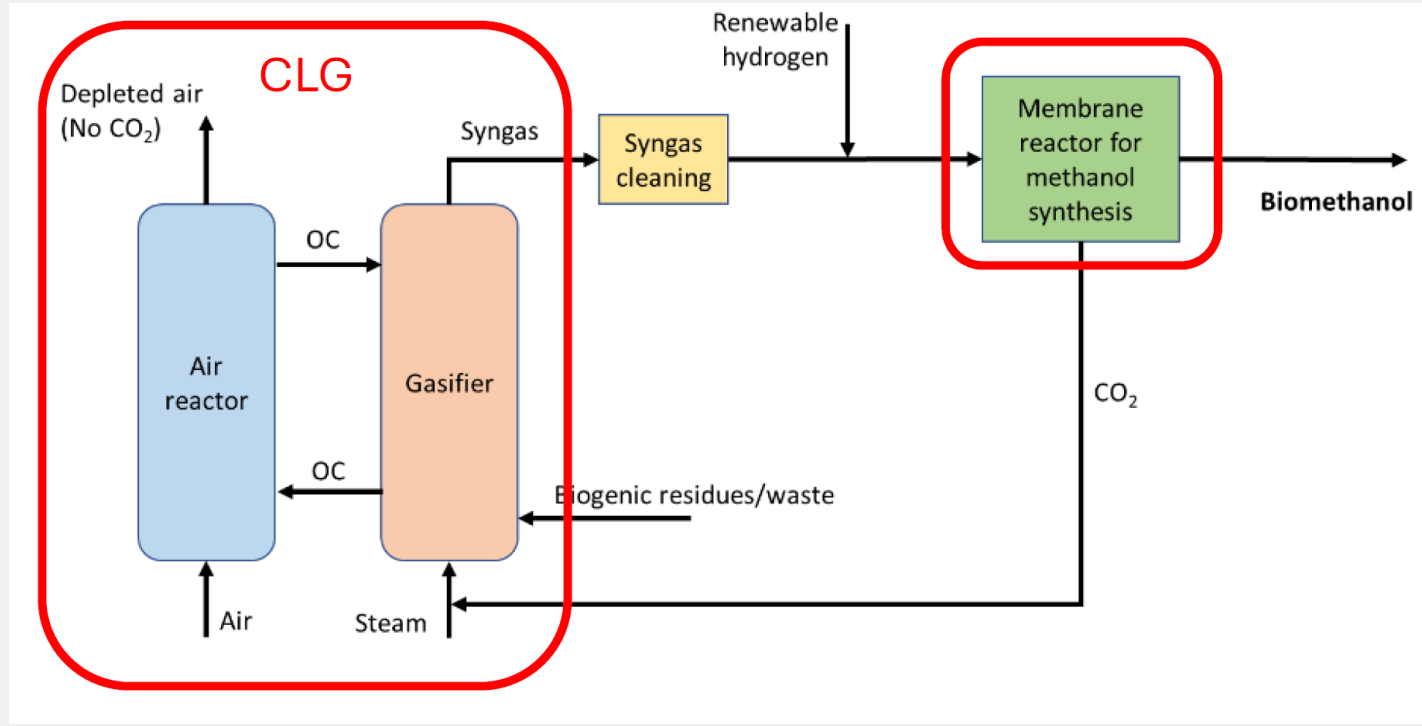 CLG
Depleted air
(No CO₂)
Syngas
Syngas
cleaning
Renewable
hydrogen
Membrane
reactor for
methanol
synthesis
Biomethanol
OC
Air
reactor
Gasifier
OC
CO₂
Biogenic residues/waste
Air
Steam